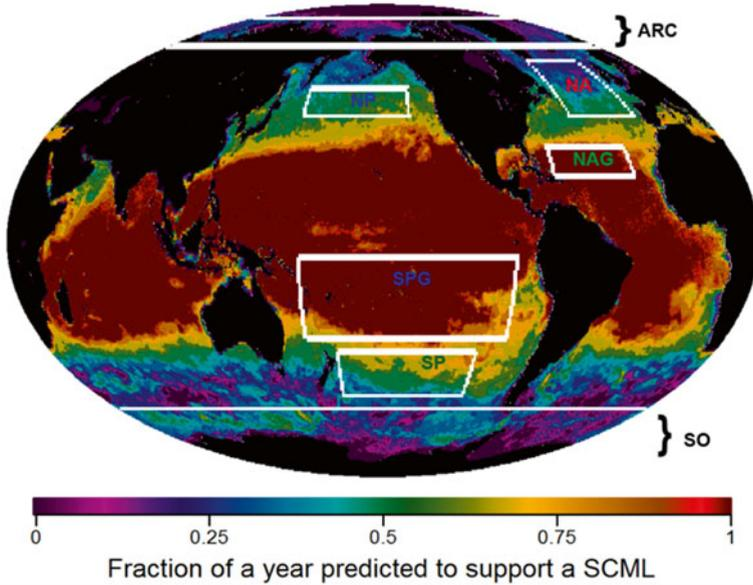 } ARC
NA
NP
NAG
SPG
SP
} SO
0 0.25 0.5 0.75 1
Fraction of a year predicted to support a SCML